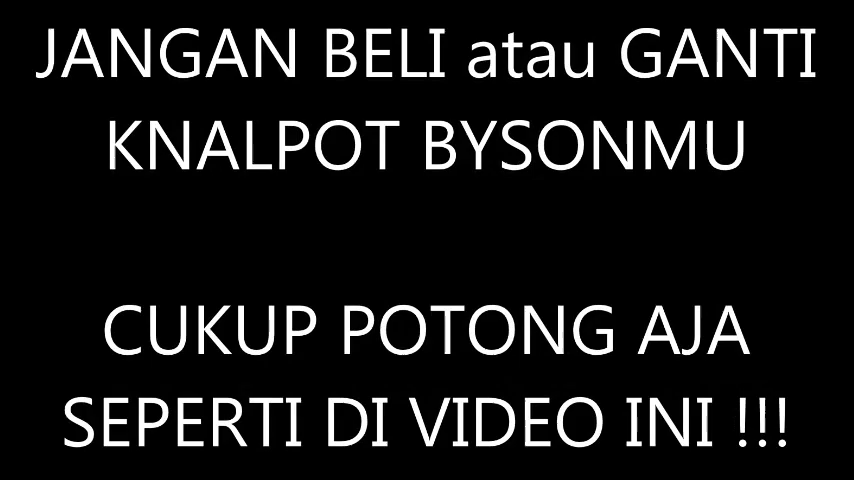 JANGAN BELI atau GANTI
KNALPOT BYSONMU
CUKUP POTONG AJA
SEPERTI DI VIDEO INI !!!